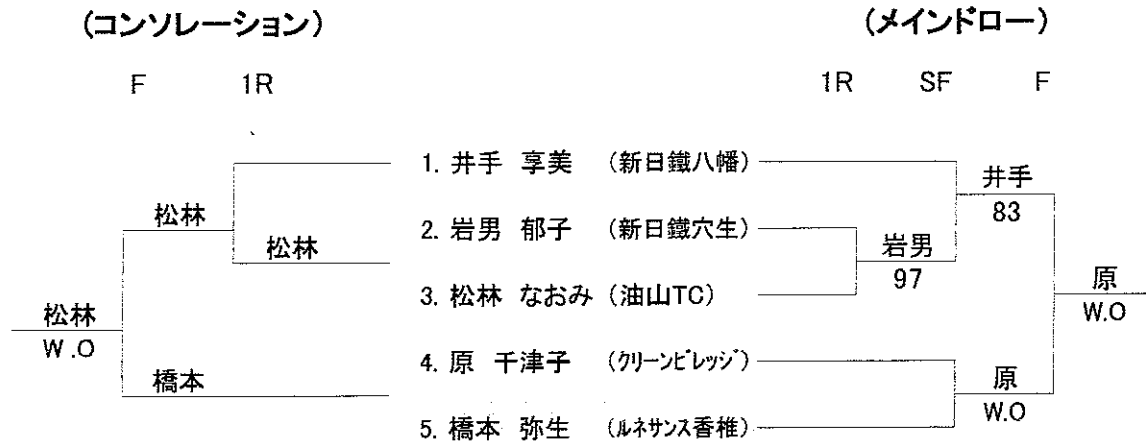 (コンソレーション) (メインドロー)
F 1R 1R SF F
1. 井手 享美 (新日鐵八幡)
井手
83
松林
2. 岩男 郁子 (新日鐵穴生)
松林
岩男
97
3. 松林 なおみ (油山TC)
原
W.O
松林
W .O
4. 原 千津子 (クリーンビレッジ)
橋本
原
W.O
5. 橋本 弥生 (ルネサンス香椎)